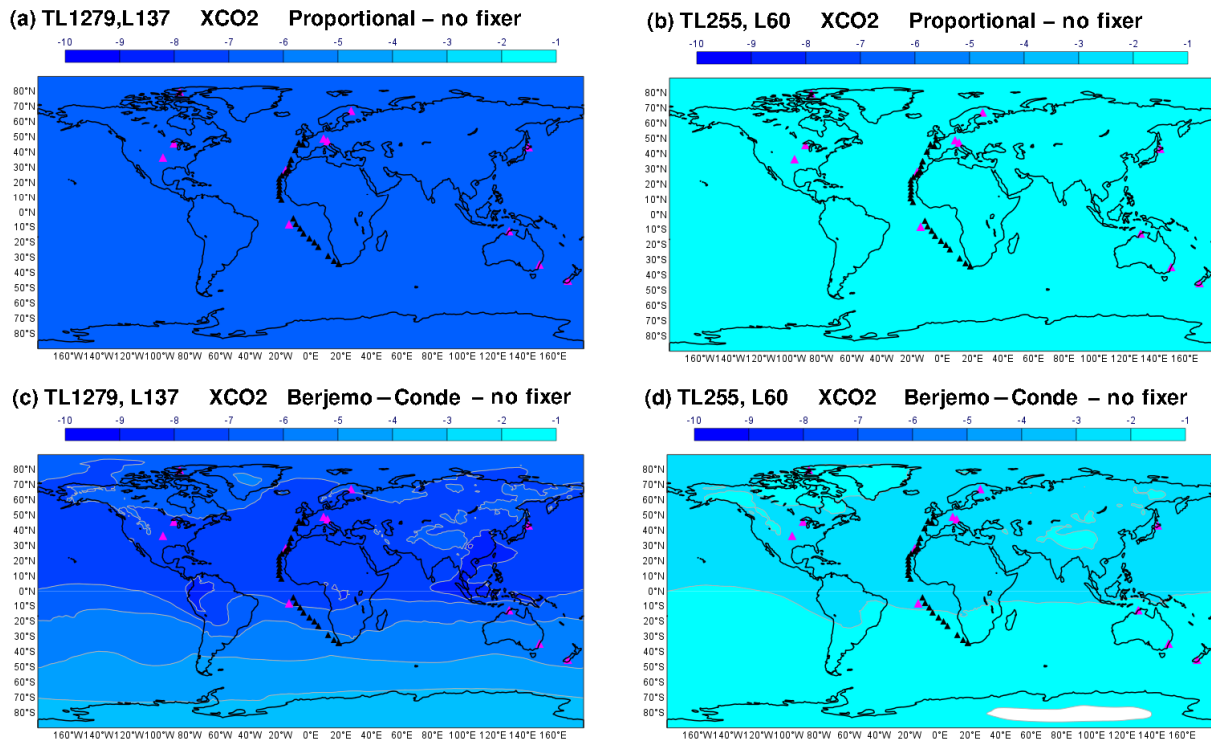 (a) TL1279,L137 XCO2 Proportional – no fixer
-10 -9 -8 -7 -6 -5 -4 -3 -2 -1
80°N
70°N
60°N
50°N
40°N
30°N
20°N
10°N
0°N
10°S
20°S
30°S
40°S
50°S
60°S
70°S
80°S
160°W140°W120°W100°W80°W 60°W 40°W 20°W 0°E 20°E 40°E 60°E 80°E 100°E 120°E 140°E 160°E
(b) TL255, L60 XCO2 Proportional – no fixer
-10 -9 -8 -7 -6 -5 -4 -3 -2 -1
80°N
70°N
60°N
50°N
40°N
30°N
20°N
10°N
0°N
10°S
20°S
30°S
40°S
50°S
60°S
70°S
80°S
160°W140°W120°W100°W80°W 60°W 40°W 20°W 0°E 20°E 40°E 60°E 80°E 100°E 120°E 140°E 160°E
(c) TL1279, L137 XCO2 Berjemo – Conde – no fixer
-10 -9 -8 -7 -6 -5 -4 -3 -2 -1
80°N
70°N
60°N
50°N
40°N
30°N
20°N
10°N
0°N
10°S
20°S
30°S
40°S
50°S
60°S
70°S
80°S
160°W140°W120°W100°W80°W 60°W 40°W 20°W 0°E 20°E 40°E 60°E 80°E 100°E 120°E 140°E 160°E
(d) TL255, L60 XCO2 Berjemo – Conde – no fixer
-10 -9 -8 -7 -6 -5 -4 -3 -2 -1
80°N
70°N
60°N
50°N
40°N
30°N
20°N
10°N
0°N
10°S
20°S
30°S
40°S
50°S
60°S
70°S
80°S
160°W140°W120°W100°W80°W 60°W 40°W 20°W 0°E 20°E 40°E 60°E 80°E 100°E 120°E 140°E 160°E